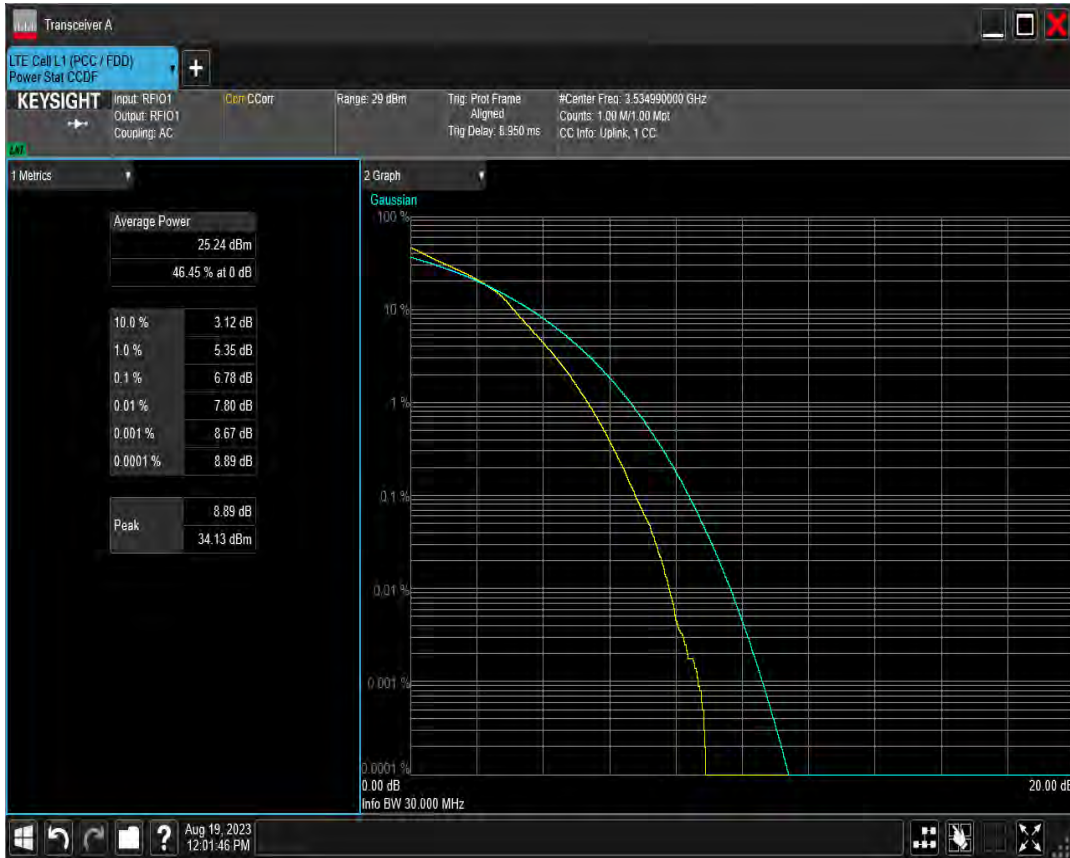 Transceiver A
LTE Cell L1 (PCC / FDD)
Power Stat CCDF
+
KEYSIGHT
Input: RFIO1
Output: RFIO1
Coupling: AC
Corr CCorr
Range: 29 dBm
Trig: Prot Frame
Aligned
Trig Delay: 8.950 ms
#Center Freq: 3.534990000 GHz
Counts: 1.00 M/1.00 Mpt
CC Info: Uplink, 1 CC
1 Metrics
Average Power
25.24 dBm
46.45 % at 0 dB
10.0 % 3.12 dB
1.0 % 5.35 dB
0.1 % 6.78 dB
0.01 % 7.80 dB
0.001 % 8.67 dB
0.0001 % 8.89 dB
Peak
8.89 dB
34.13 dBm
2 Graph
Gaussian
100 %
10 %
1 %
0.1 %
0.01 %
0.001 %
0.0001 %
0.00 dB
20.00 dB
Info BW 30.000 MHz
?
Aug 19, 2023
12:01:46 PM